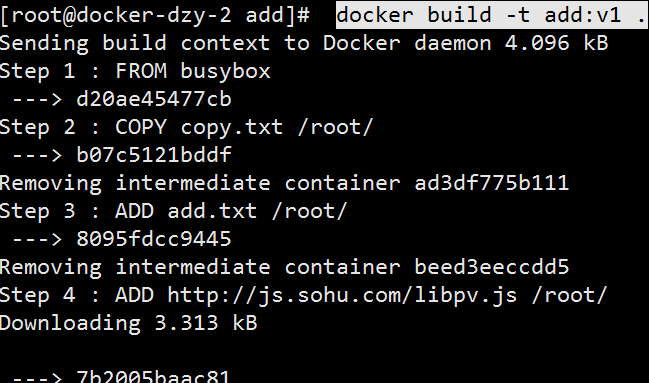 [root@docker-dzy-2 add]#  docker build -t add:v1 .
Sending build context to Docker daemon 4.096 kB
Step 1 : FROM busybox
 ---> d20ae45477cb
Step 2 : COPY copy.txt /root/
 ---> b07c5121bddf
Removing intermediate container ad3df775b111
Step 3 : ADD add.txt /root/
 ---> 8095fdcc9445
Removing intermediate container beed3eeccdd5
Step 4 : ADD http://js.sohu.com/libpv.js /root/
Downloading 3.313 kB
 ---> 7b2005baac81